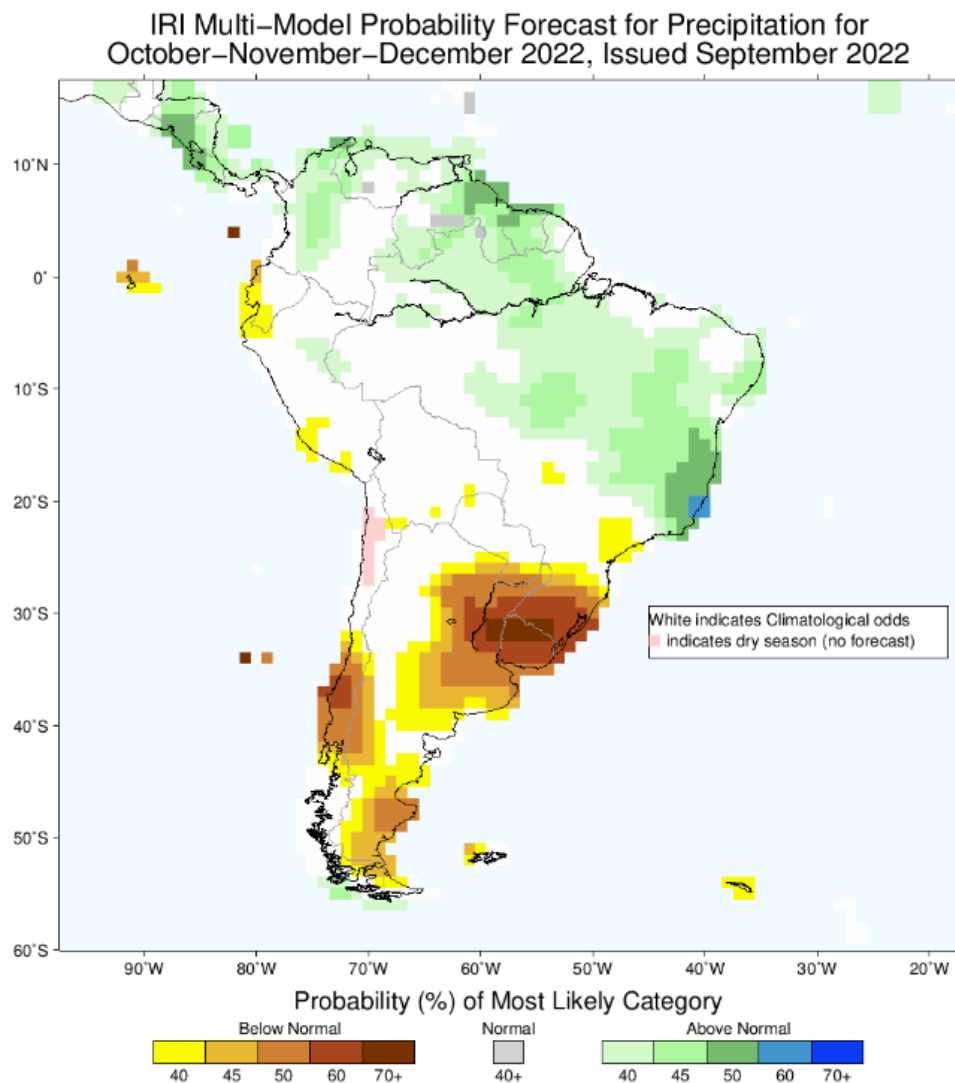 IRI Multi−Model Probability Forecast for Precipitation for
October−November−December 2022, Issued September 2022
10˚N
0˚
10˚S
20˚S
30˚S
White indicates Climatological odds
indicates dry season (no forecast)
40˚S
50˚S
60˚S
90˚W 80˚W 70˚W 60˚W 50˚W 40˚W 30˚W 20˚W
Probability (%) of Most Likely Category
Below Normal Normal Above Normal
40 45 50 60 70+ 40+ 40 45 50 60 70+